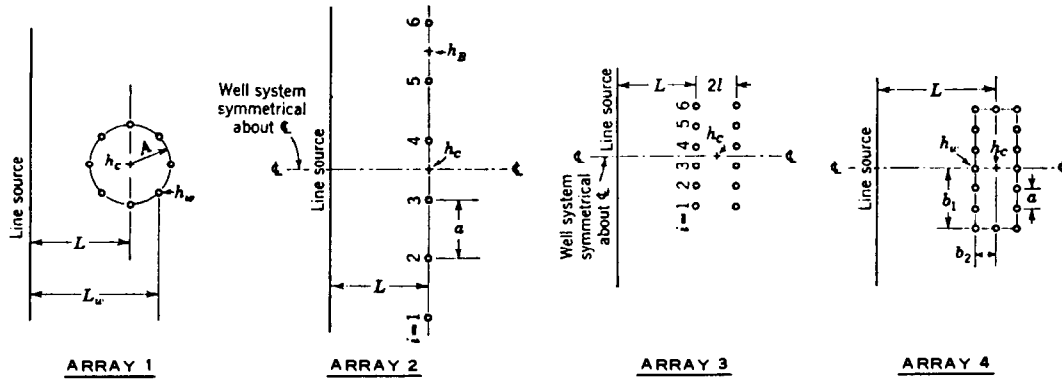 Line source
h_c
A
h_w
L
L_w
ARRAY 1
Well system
symmetrical
about ℄
℄
Line source
6
h_B
5
4
h_c
℄
3
a
2
L
i=1
ARRAY 2
Line source
L
2l
6
5
4
h_c
3
2
i=1
℄
℄
Well system
symmetrical
about ℄
ARRAY 3
Line source
L
h_w
h_c
℄
℄
b_1
a
b_2
ARRAY 4